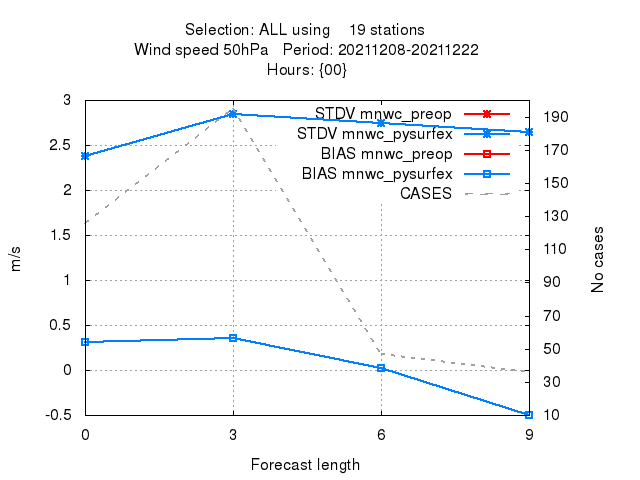 Selection: ALL using    19 stations
Wind speed 50hPa   Period: 20211208-20211222
Hours: {00}
STDV mnwc_preop
STDV mnwc_pysurfex
BIAS mnwc_preop
BIAS mnwc_pysurfex
CASES
3
2.5
2
1.5
1
0.5
0
-0.5
m/s
190
170
150
130
110
90
70
50
30
10
No cases
0 3 6 9
Forecast length